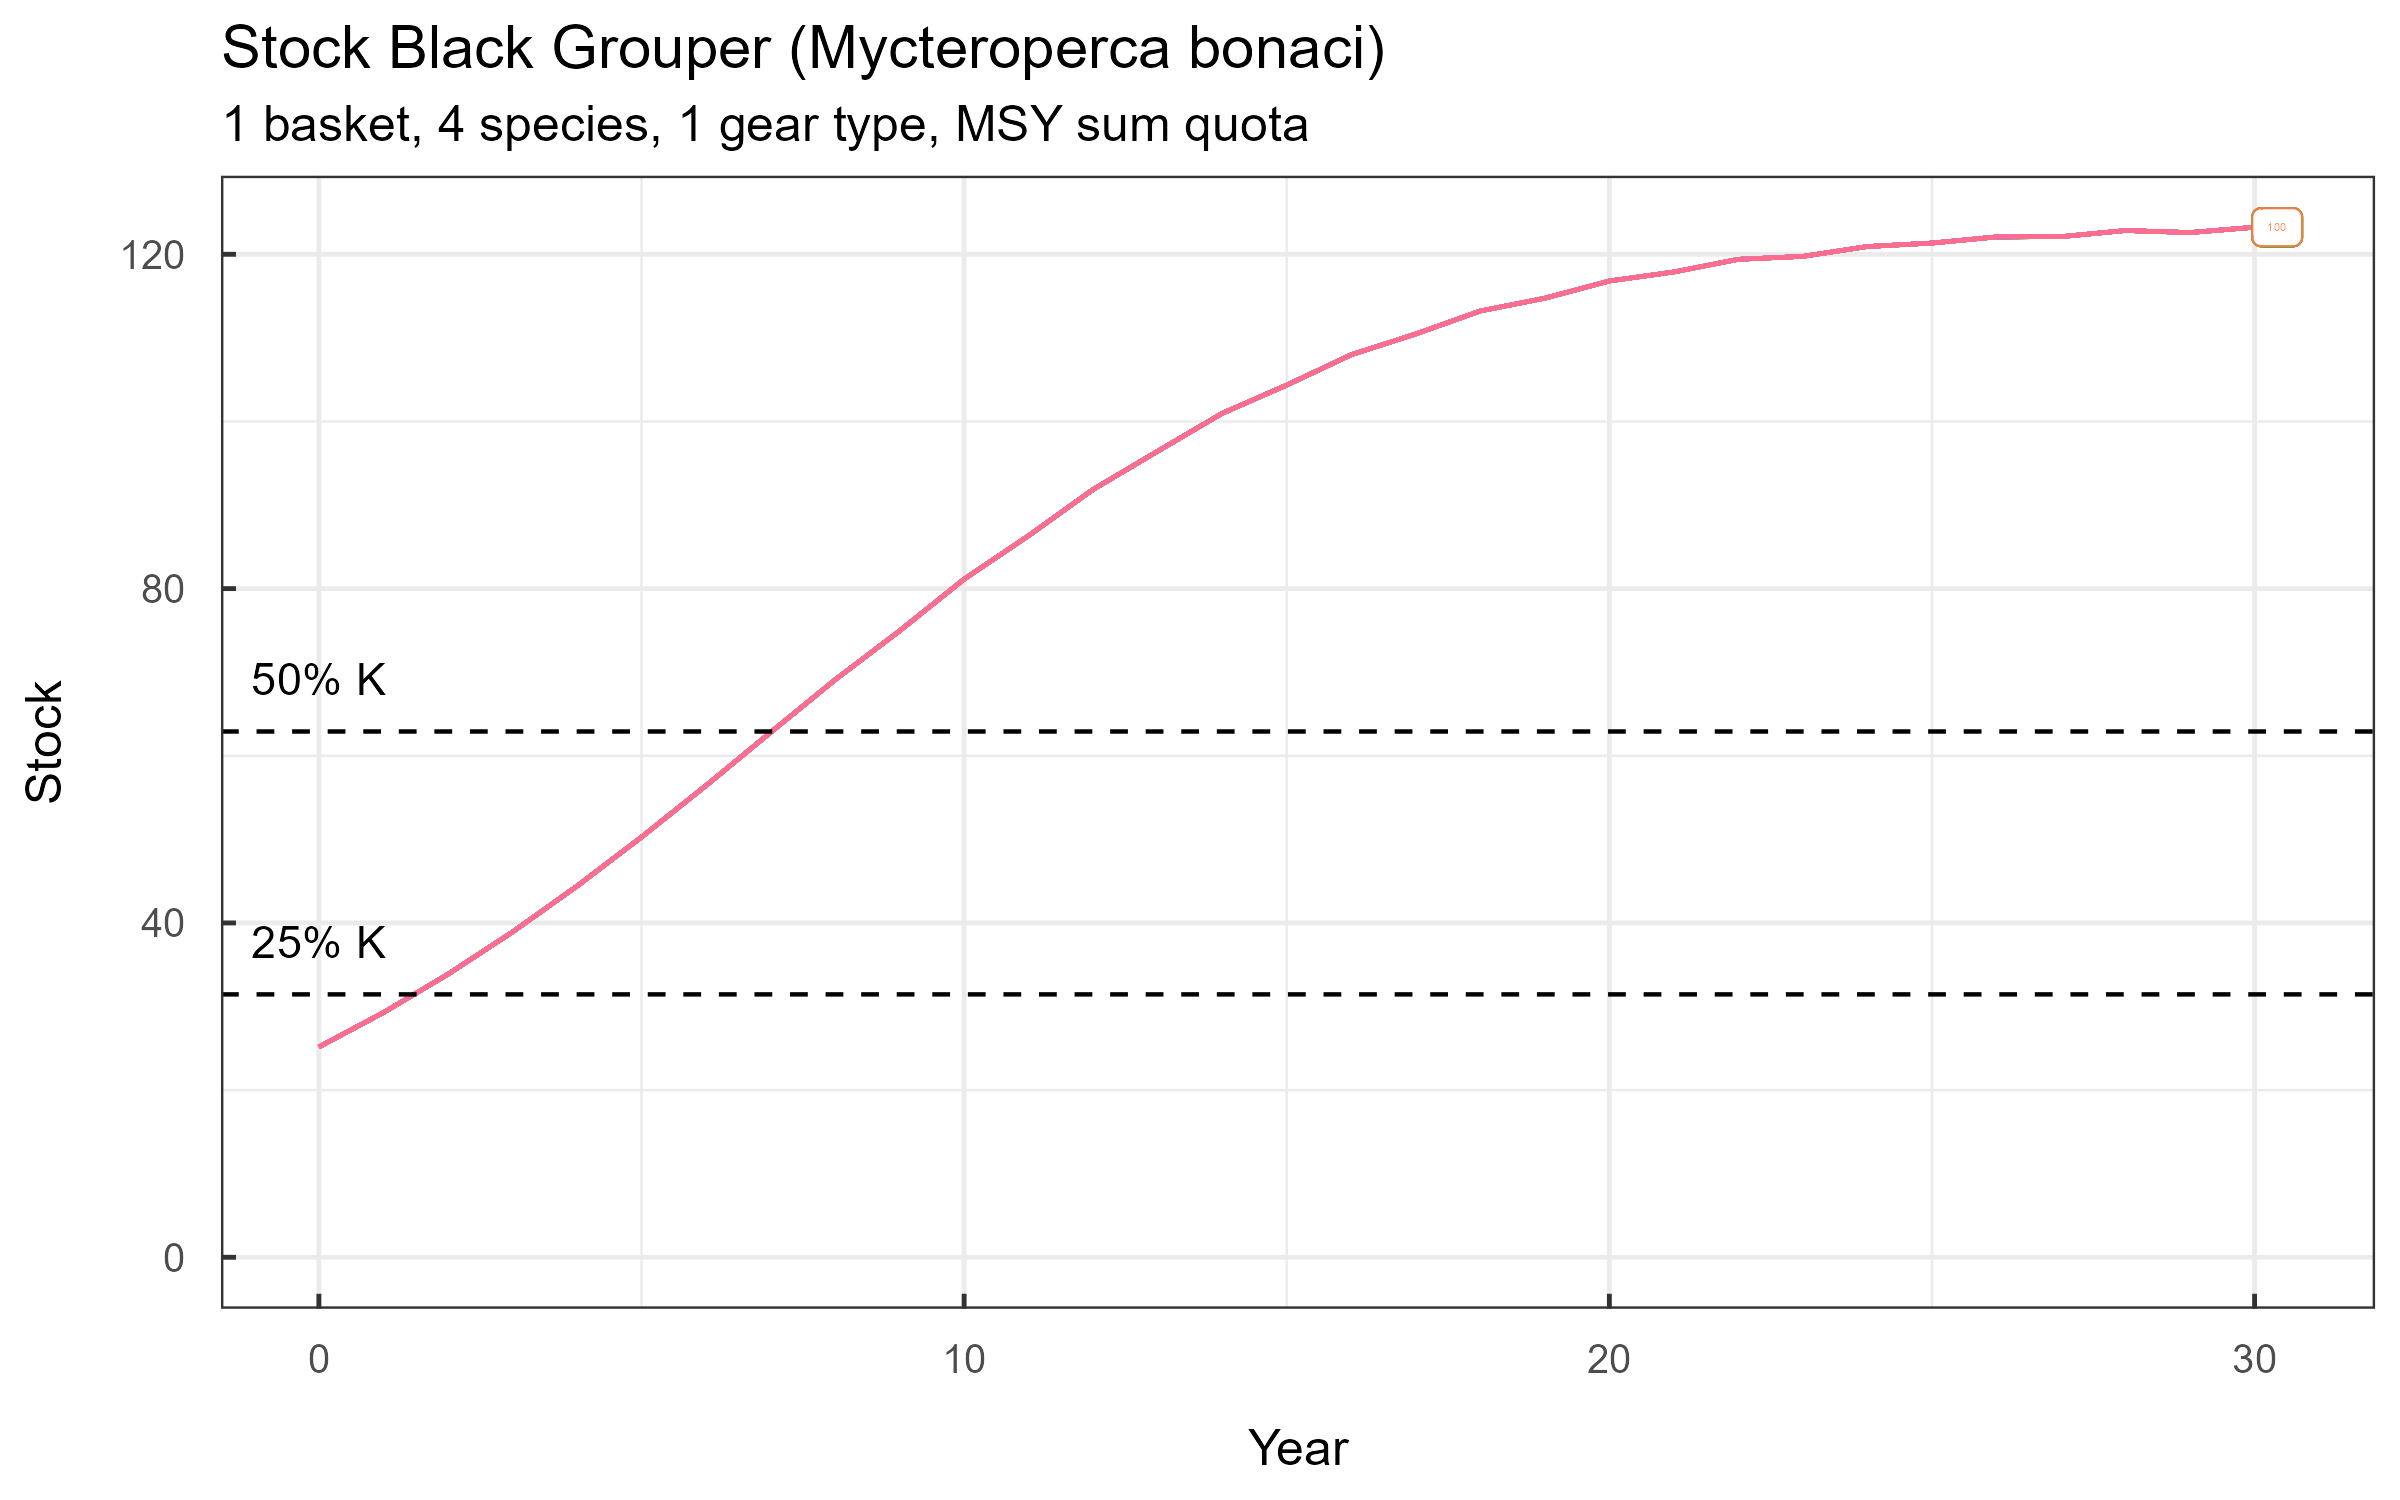 Stock Black Grouper (Mycteroperca bonaci)
1 basket, 4 species, 1 gear type, MSY sum quota
120
100
80
50% K
Stock
40
25% K
0
0 10 20 30
Year